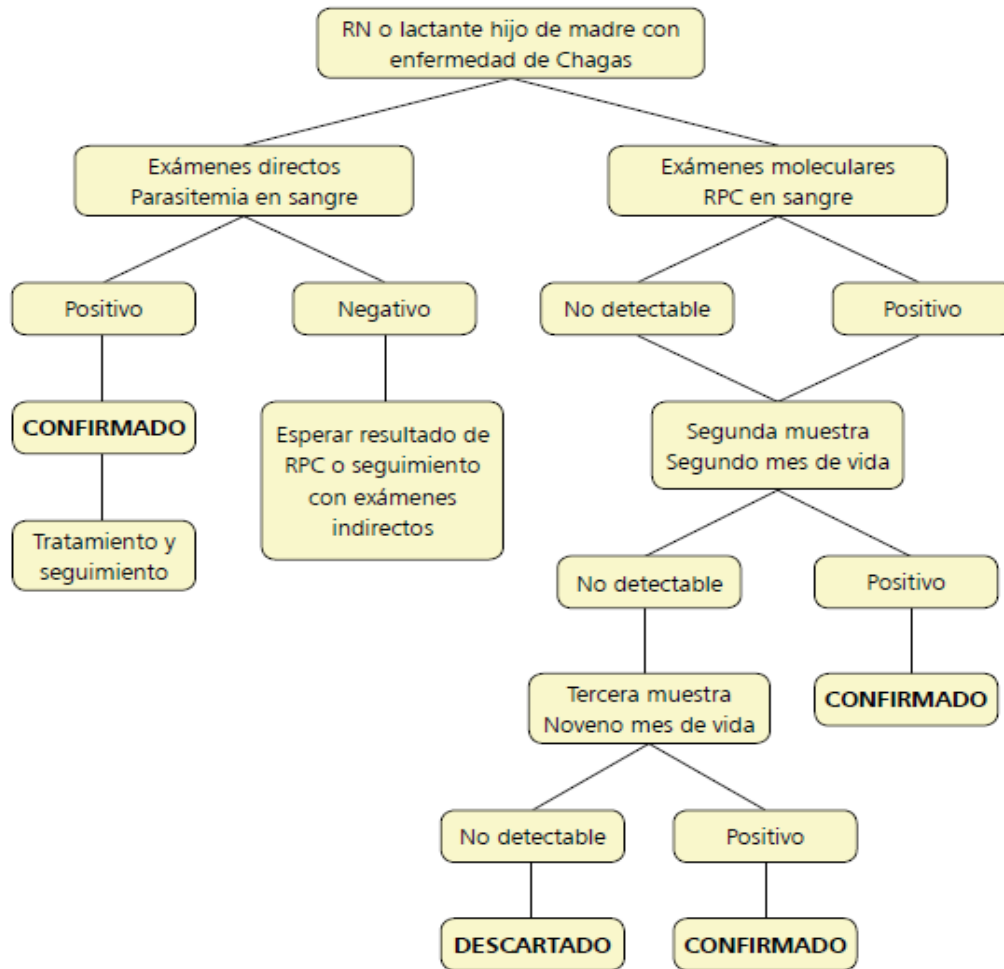 RN o lactante hijo de madre con
enfermedad de Chagas
Exámenes directos
Parasitemia en sangre
Exámenes moleculares
RPC en sangre
Positivo
Negativo
No detectable
Positivo
CONFIRMADO
Esperar resultado de
RPC o seguimiento
con exámenes
indirectos
Segunda muestra
Segundo mes de vida
Tratamiento y
seguimiento
No detectable
Positivo
Tercera muestra
Noveno mes de vida
CONFIRMADO
No detectable
Positivo
DESCARTADO
CONFIRMADO